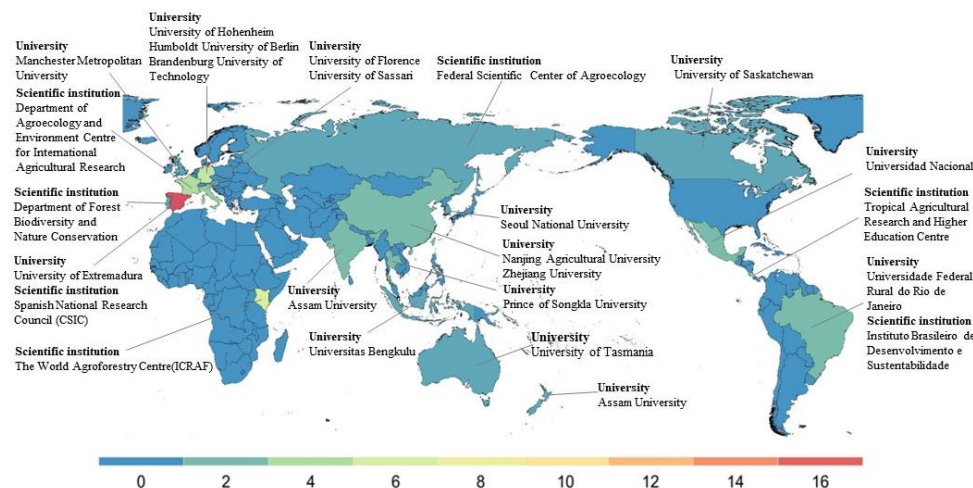 University
University of Hohenheim
Humboldt University of Berlin
Brandenburg University of
Technology
University
Manchester Metropolitan
University
University
University of Florence
University of Sassari
Scientific institution
Federal Scientific Center of Agroecology
University
University of Saskatchewan
Scientific institution
Department of
Agroecology and
Environment Centre
for International
Agricultural Research
Scientific institution
Department of Forest
Biodiversity and
Nature Conservation
University
University of Extremadura
Scientific institution
Spanish National Research
Council (CSIC)
Scientific institution
The World Agroforestry Centre(ICRAF)
University
Assam University
University
Universitas Bengkulu
University
Seoul National University
University
Nanjing Agricultural University
Zhejiang University
University
Prince of Songkla University
University
University of Tasmania
University
Assam University
University
Universidad Nacional
Scientific institution
Tropical Agricultural
Research and Higher
Education Centre
University
Universidade Federal
Rural do Rio de
Janeiro
Scientific institution
Instituto Brasileiro de
Desenvolvimento e
Sustentabilidade
0 2 4 6 8 10 12 14 16